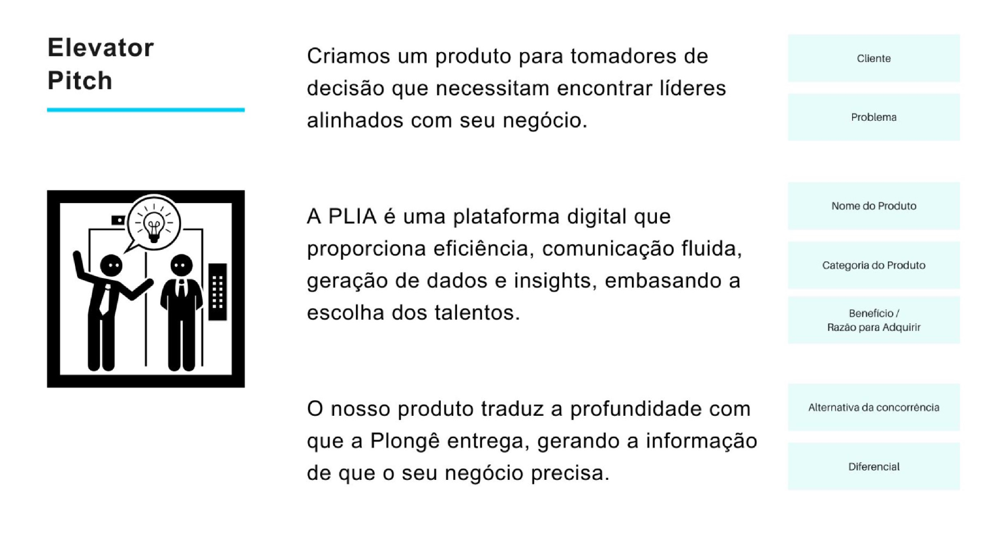 Elevator
Pitch
Criamos um produto para tomadores de
decisão que necessitam encontrar líderes
alinhados com seu negócio.
Cliente
Problema
A PLIA é uma plataforma digital que
proporciona eficiência, comunicação fluida,
geração de dados e insights, embasando a
escolha dos talentos.
Nome do Produto
Categoria do Produto
Benefício /
Razão para Adquirir
O nosso produto traduz a profundidade com
que a Plongê entrega, gerando a informação
de que o seu negócio precisa.
Alternativa da concorrência
Diferencial